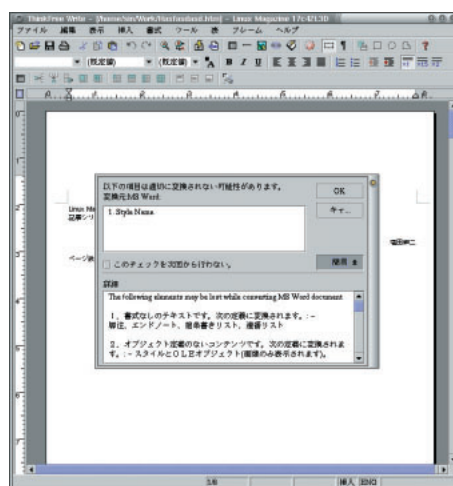 ThinkFree Write - [/home/sin/Work/ - Linux Magazine
ファイル 編集 表示 挿入 書式 ツール 表 フレーム ヘルプ
(既定値) (既定値) B I U
以下の項目は適切に変換されない可能性があります。
変換元:MS Word
OK
キャ...
1. Style Name
Linux
ページ
このチェックを次回から行わない。
簡易
詳細
The following elements may be lost while converting MS Word document
1、書式なしのテキストです。次の定義に変換されます。:-
脚注、エンドノート、箇条書きリスト、連番リスト
2、オブジェクト定義のないコンテンツです。次の定義に変換されま
す。:- スタイルとOLEオブジェクト(画像のみ表示されます)。
1/8 挿入 ENG